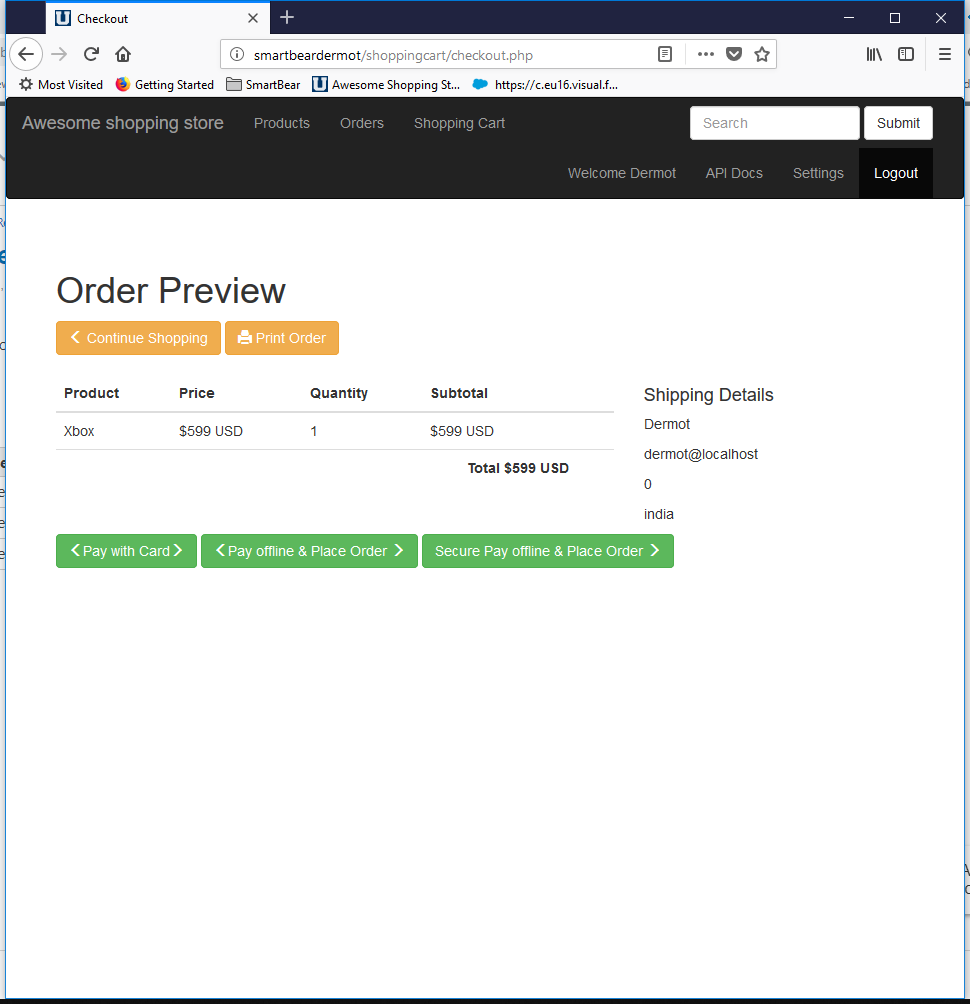 Checkout
smartbeardermot/shoppingcart/checkout.php
Most Visited Getting Started SmartBear Awesome Shopping St... https://c.eu16.visual.f...
Awesome shopping store Products Orders Shopping Cart Search Submit
Welcome Dermot API Docs Settings Logout
Order Preview
Continue Shopping Print Order
Product Price Quantity Subtotal
Xbox $599 USD 1 $599 USD
Total $599 USD
Shipping Details
Dermot
dermot@localhost
0
india
Pay with Card Pay offline & Place Order Secure Pay offline & Place Order